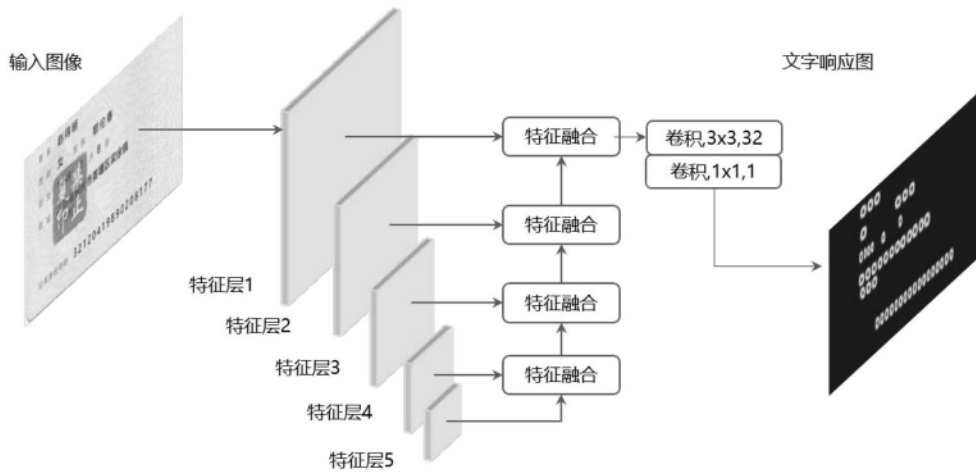 输入图像
文字响应图
特征融合
卷积,3x3,32
卷积,1x1,1
特征融合
特征层1
特征层2
特征融合
特征层3
特征融合
特征层4
特征层5
32120419890208177